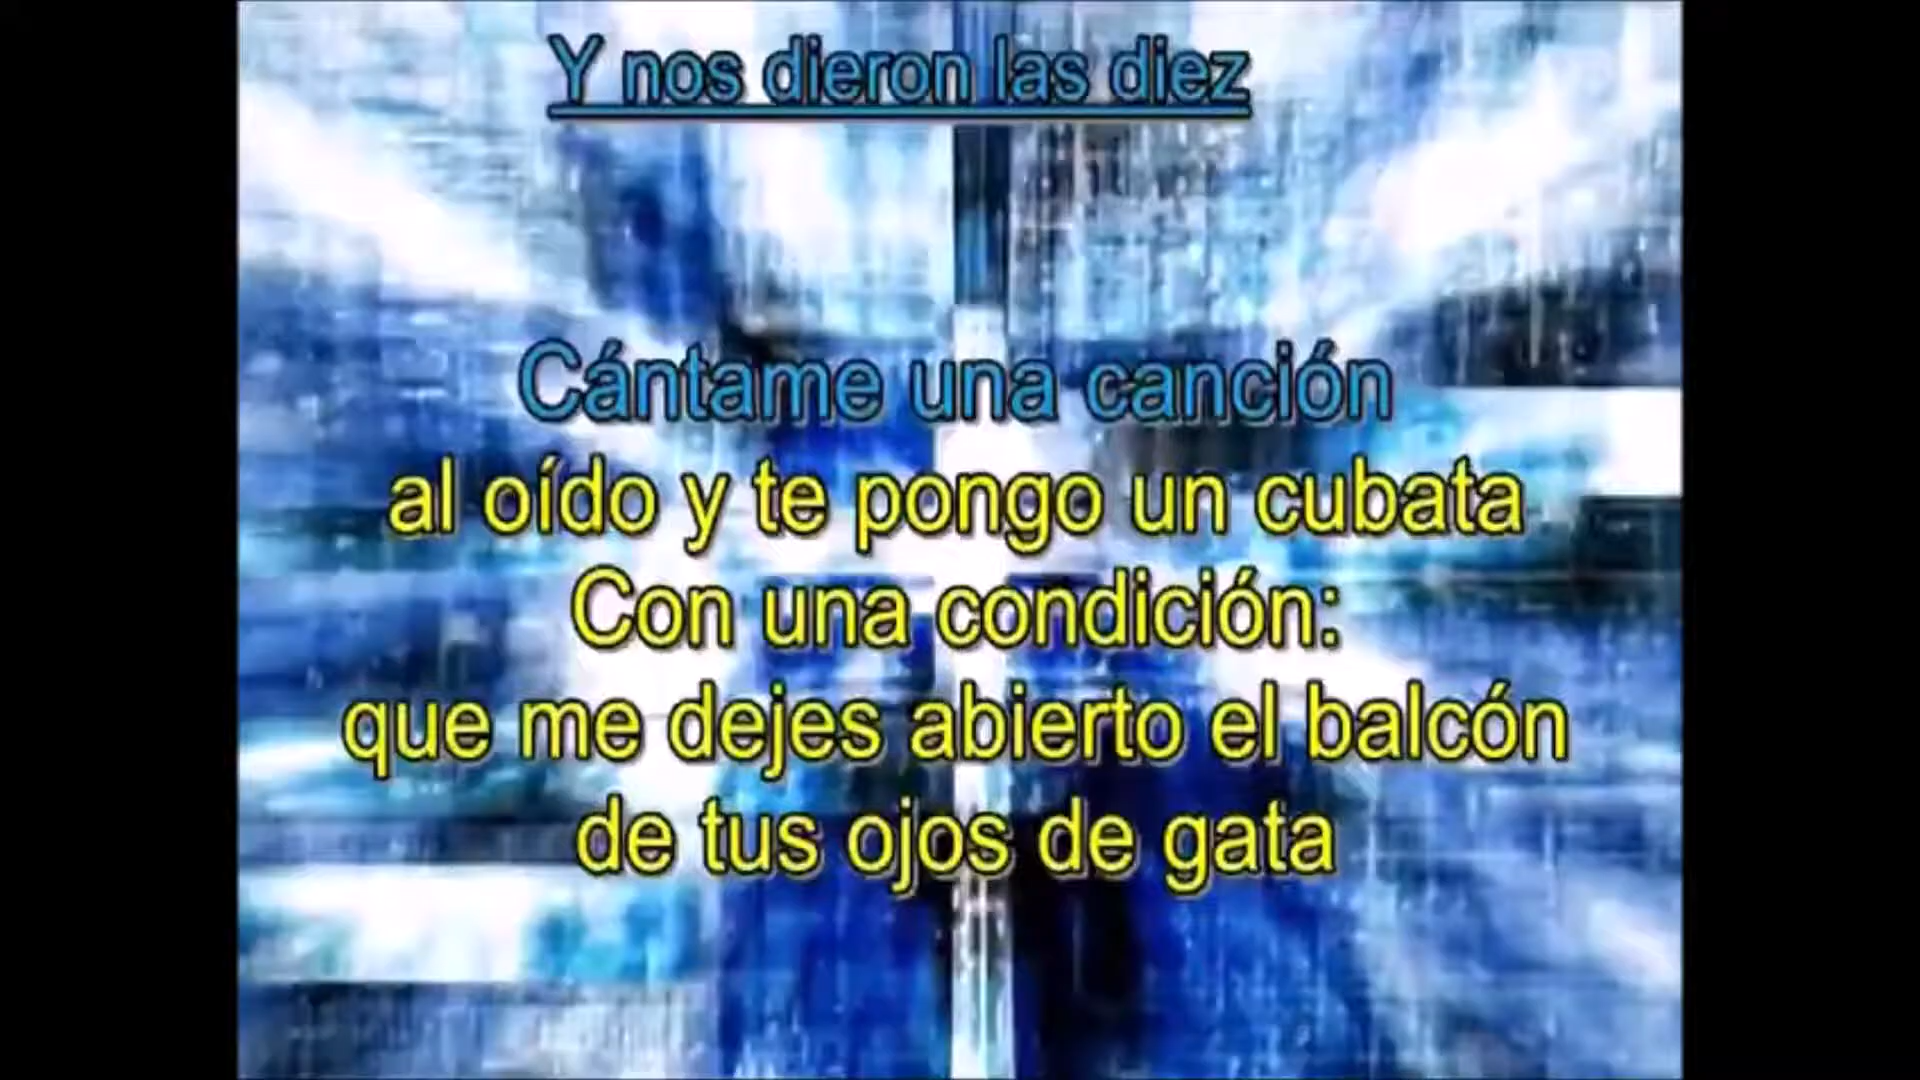 Y nos dieron las diez
Cántame una canción
al oído y te pongo un cubata
Con una condición:
que me dejes abierto el balcón
de tus ojos de gata